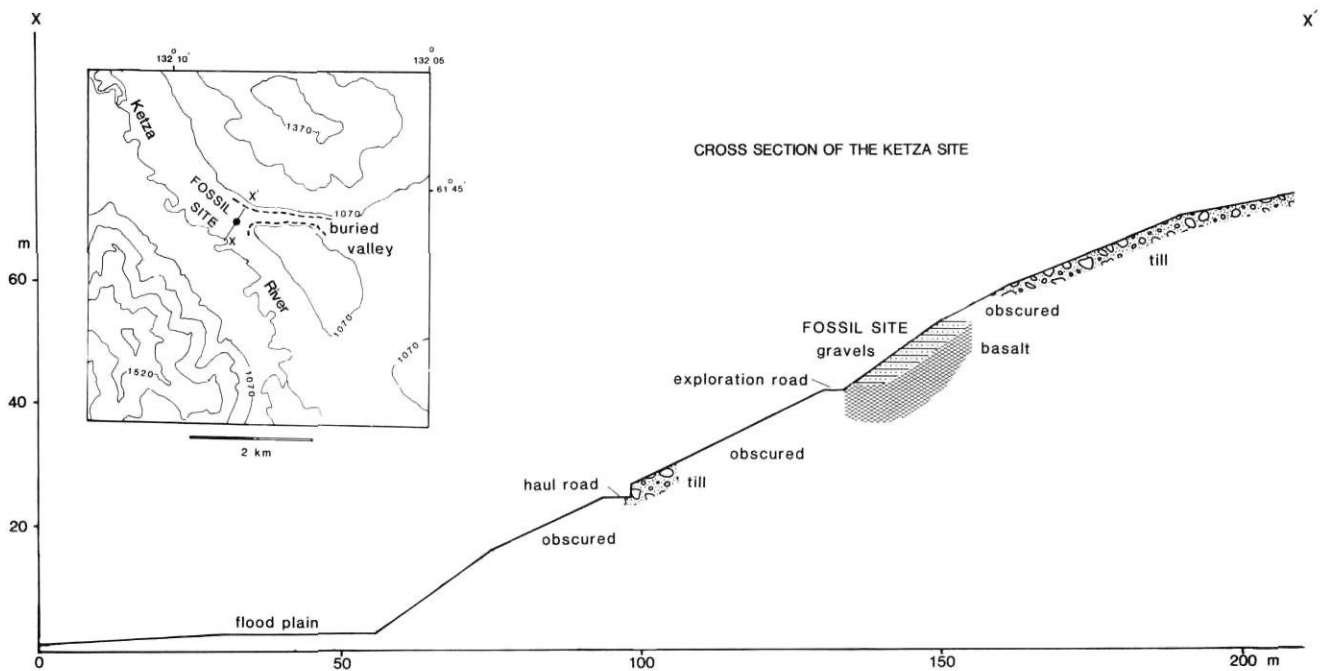 X
X′
132° 10′
132° 05
Ketza
1370
CROSS SECTION OF THE KETZA SITE
61° 45′
FOSSIL
SITE
X′
X
1070
buried
valley
River
1070
1520
1070
1070
2 km
m
60
40
20
till
obscured
FOSSIL SITE
gravels
basalt
exploration road
obscured
haul road
till
obscured
flood plain
0
50
100
150
200 m